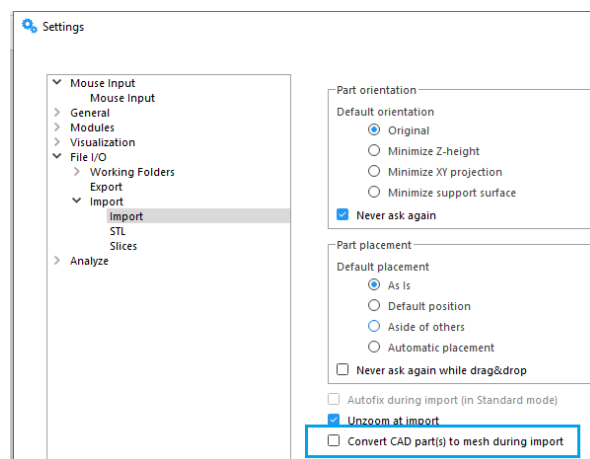 Settings
Mouse Input
Mouse Input
General
Modules
Visualization
File I/O
Working Folders
Export
Import
Import
STL
Slices
Analyze
Part orientation
Default orientation
Original
Minimize Z-height
Minimize XY projection
Minimize support surface
Never ask again
Part placement
Default placement
As Is
Default position
Aside of others
Automatic placement
Never ask again while drag&drop
Autofix during import (in Standard mode)
Unzoom at import
Convert CAD part(s) to mesh during import